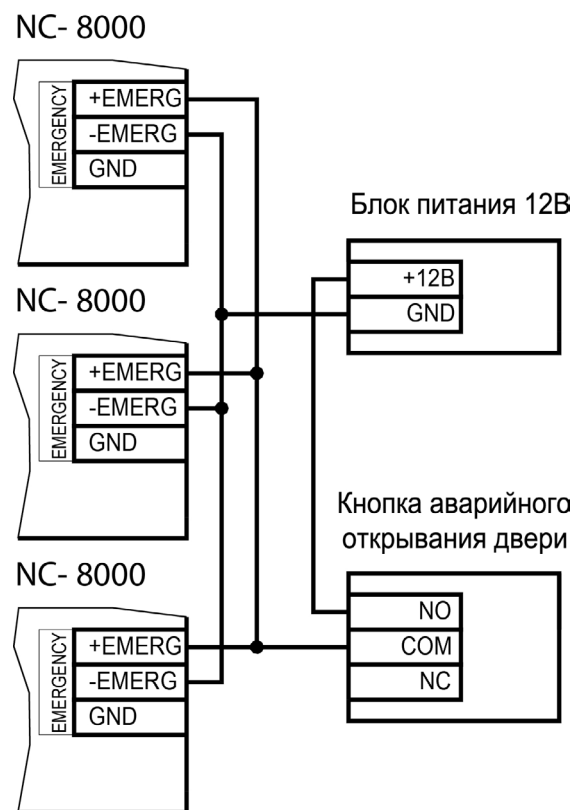 NC- 8000
EMERGENCY
+EMERG
-EMERG
GND
Блок питания 12В
+12В
GND
NC- 8000
EMERGENCY
+EMERG
-EMERG
GND
Кнопка аварийного
открывания двери
NO
COM
NC
NC- 8000
EMERGENCY
+EMERG
-EMERG
GND